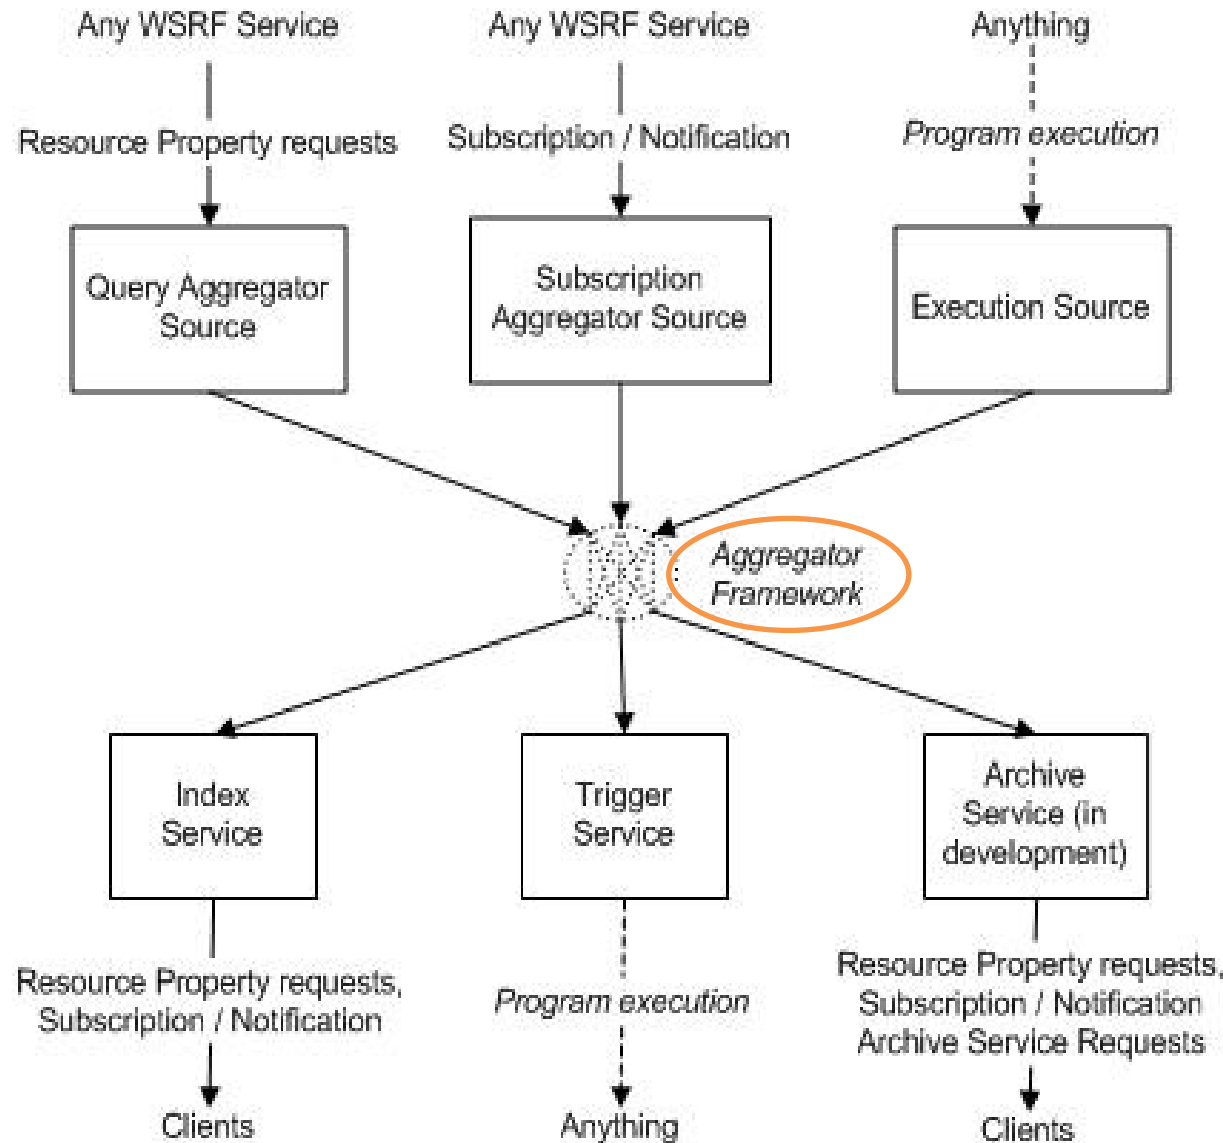 Any WSRF Service
Any WSRF Service
Anything
Resource Property requests
Subscription / Notification
Program execution
Query Aggregator
Source
Subscription
Aggregator Source
Execution Source
Aggregator
Framework
Index
Service
Trigger
Service
Archive
Service (in
development)
Resource Property requests,
Subscription / Notification
Program execution
Resource Property requests,
Subscription / Notification
Archive Service Requests
Clients
Anything
Clients